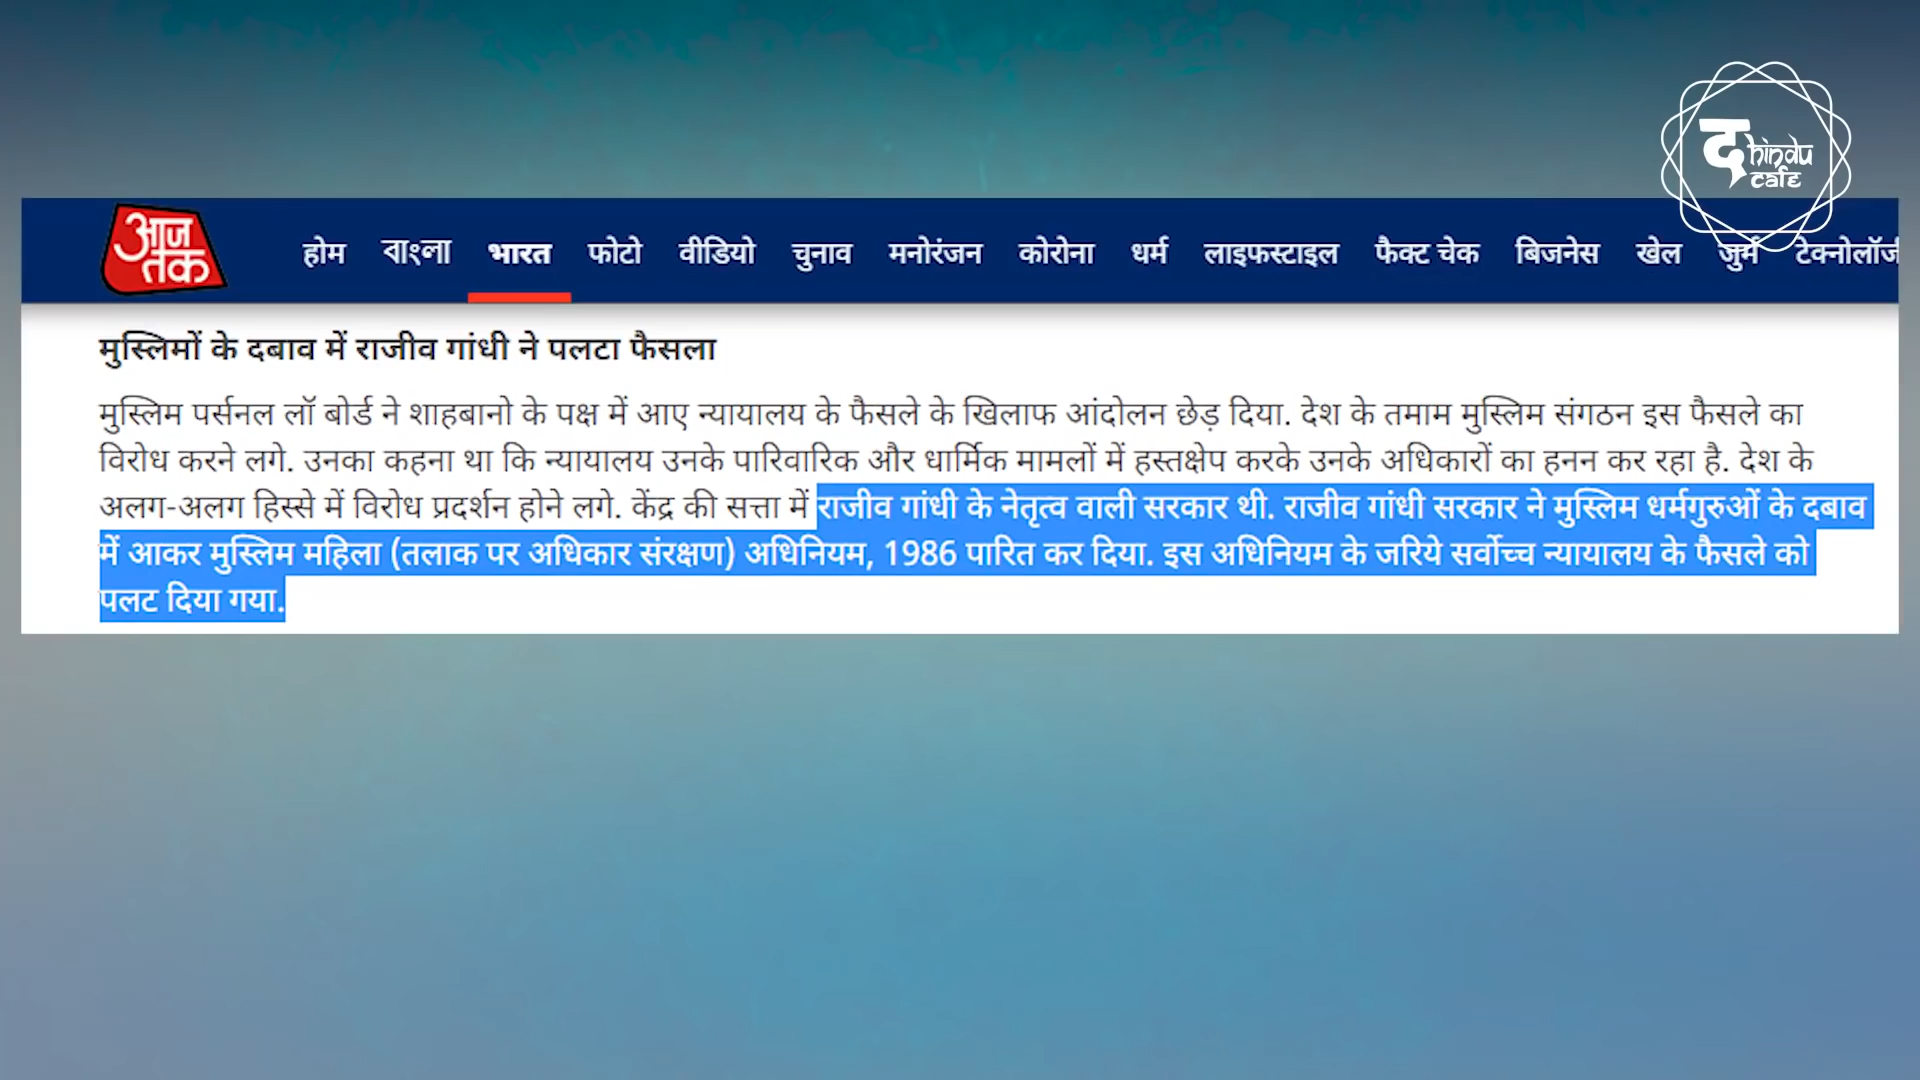 द hindu cafe
आज तक
होम বাংলা भारत फोटो वीडियो चुनाव मनोरंजन कोरोना धर्म लाइफस्टाइल फैक्ट चेक बिजनेस खेल जुर्म टेक्नोलॉजी
मुस्लिमों के दबाव में राजीव गांधी ने पलटा फैसला
मुस्लिम पर्सनल लॉ बोर्ड ने शाहबानो के पक्ष में आए न्यायालय के फैसले के खिलाफ आंदोलन छेड़ दिया. देश के तमाम मुस्लिम संगठन इस फैसले का
विरोध करने लगे. उनका कहना था कि न्यायालय उनके पारिवारिक और धार्मिक मामलों में हस्तक्षेप करके उनके अधिकारों का हनन कर रहा है. देश के
अलग-अलग हिस्से में विरोध प्रदर्शन होने लगे. केंद्र की सत्ता में राजीव गांधी के नेतृत्व वाली सरकार थी. राजीव गांधी सरकार ने मुस्लिम धर्मगुरुओं के दबाव
में आकर मुस्लिम महिला (तलाक पर अधिकार संरक्षण) अधिनियम, 1986 पारित कर दिया. इस अधिनियम के जरिये सर्वोच्च न्यायालय के फैसले को
पलट दिया गया.